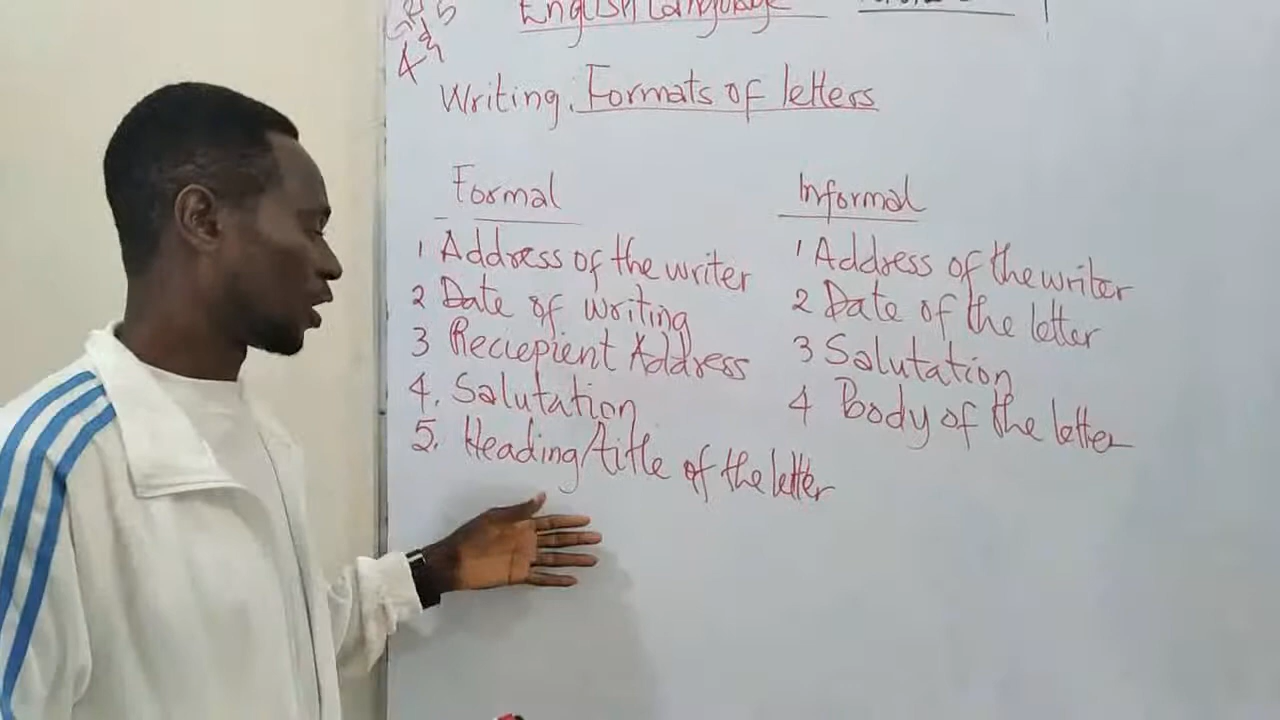 English Language
Writing: Formats of letters
Formal
1 Address of the writer
2 Date of writing
3 Reciepient Address
4. Salutation
5. Heading/title of the letter
Informal
1 Address of the writer
2 Date of the letter
3 Salutation
4 Body of the letter